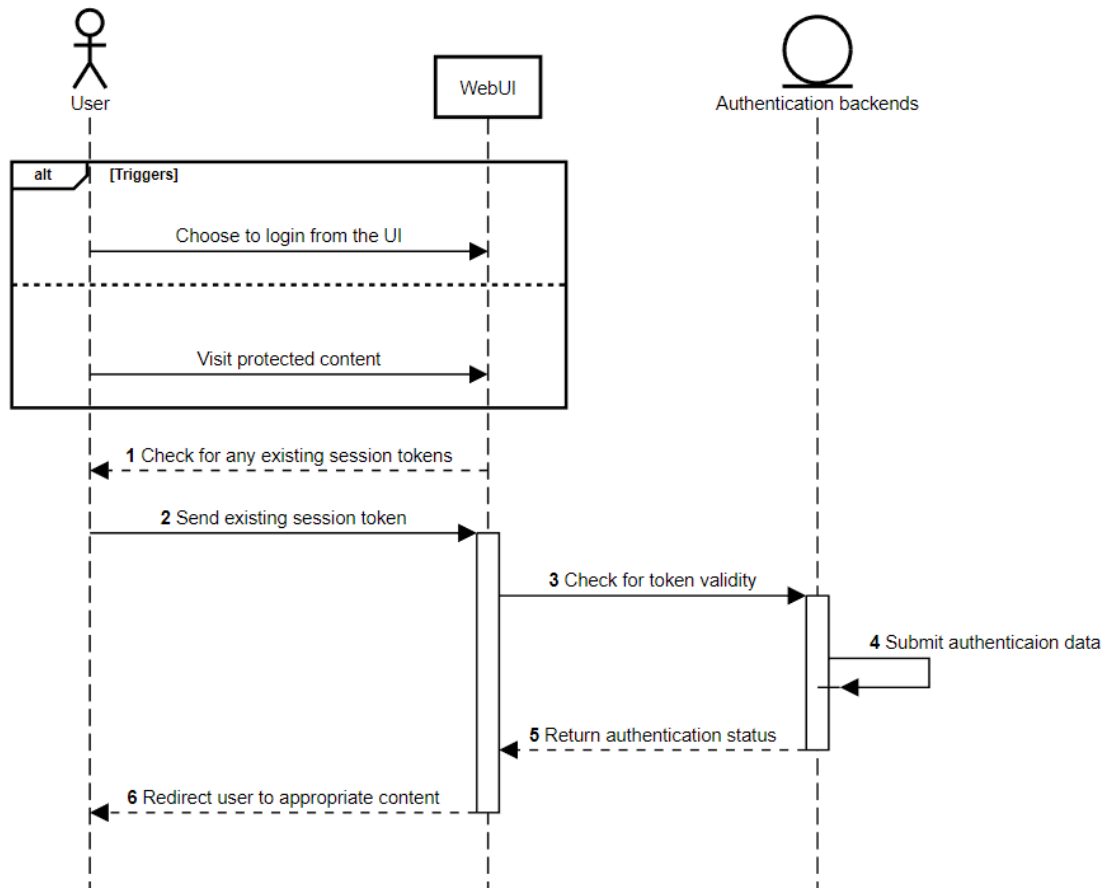 User
WebUI
Authentication backends
alt
[Triggers]
Choose to login from the UI
Visit protected content
1 Check for any existing session tokens
2 Send existing session token
3 Check for token validity
4 Submit authenticaion data
5 Return authentication status
6 Redirect user to appropriate content